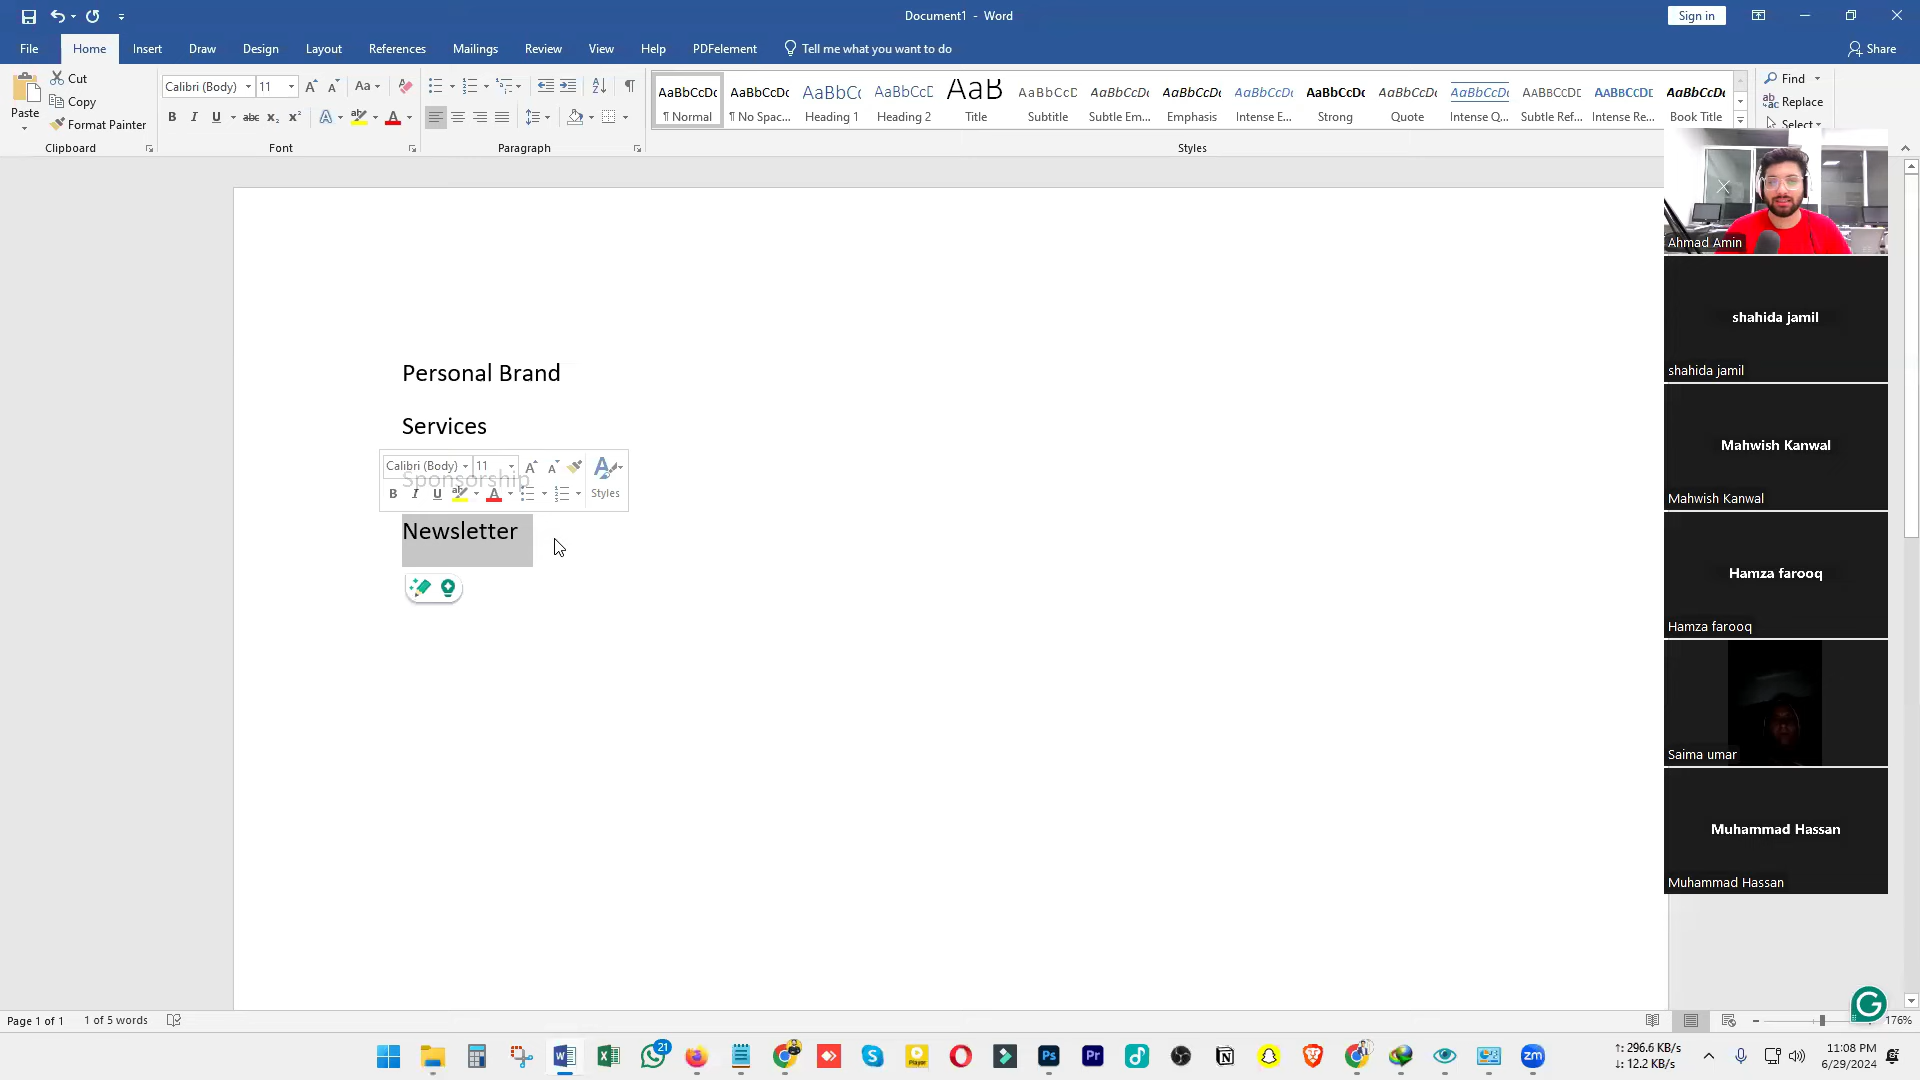 Document1 - Word
Sign in
File Home Insert Draw Design Layout References Mailings Review View Help PDFelement Tell me what you want to do Share
Paste
Cut
Copy
Format Painter
Clipboard
Calibri (Body) 11
Font
Paragraph
AaBbCcDc AaBbCcDc AaBbC AaBbCcD AaB AaBbCcD AaBbCcDc AaBbCcDc AaBbCcDc AaBbCcDc AaBbCcDc AaBbCcDc AABBCCDE AABBCCDE AaBbCcDc
¶ Normal ¶ No Spac... Heading 1 Heading 2 Title Subtitle Subtle Em... Emphasis Intense E... Strong Quote Intense Q... Subtle Ref... Intense Re... Book Title
Styles
Find
Replace
Select
Personal Brand
Services
Calibri (Body) 11
Sponsorship
Styles
Newsletter
Ahmad Amin
shahida jamil
shahida jamil
Mahwish Kanwal
Mahwish Kanwal
Hamza farooq
Hamza farooq
Saima umar
Muhammad Hassan
Muhammad Hassan
Page 1 of 1 1 of 5 words
176%
21
↑: 296.6 KB/s
↓: 12.2 KB/s
11:08 PM
6/29/2024